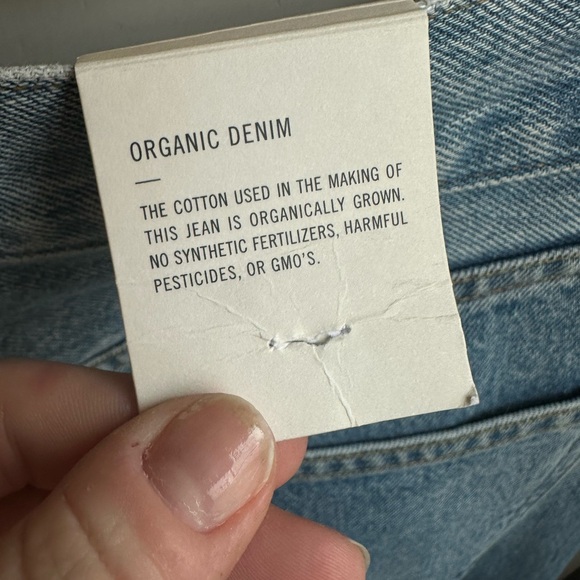 ORGANIC DENIM
THE COTTON USED IN THE MAKING OF
THIS JEAN IS ORGANICALLY GROWN.
NO SYNTHETIC FERTILIZERS, HARMFUL
PESTICIDES, OR GMO'S.